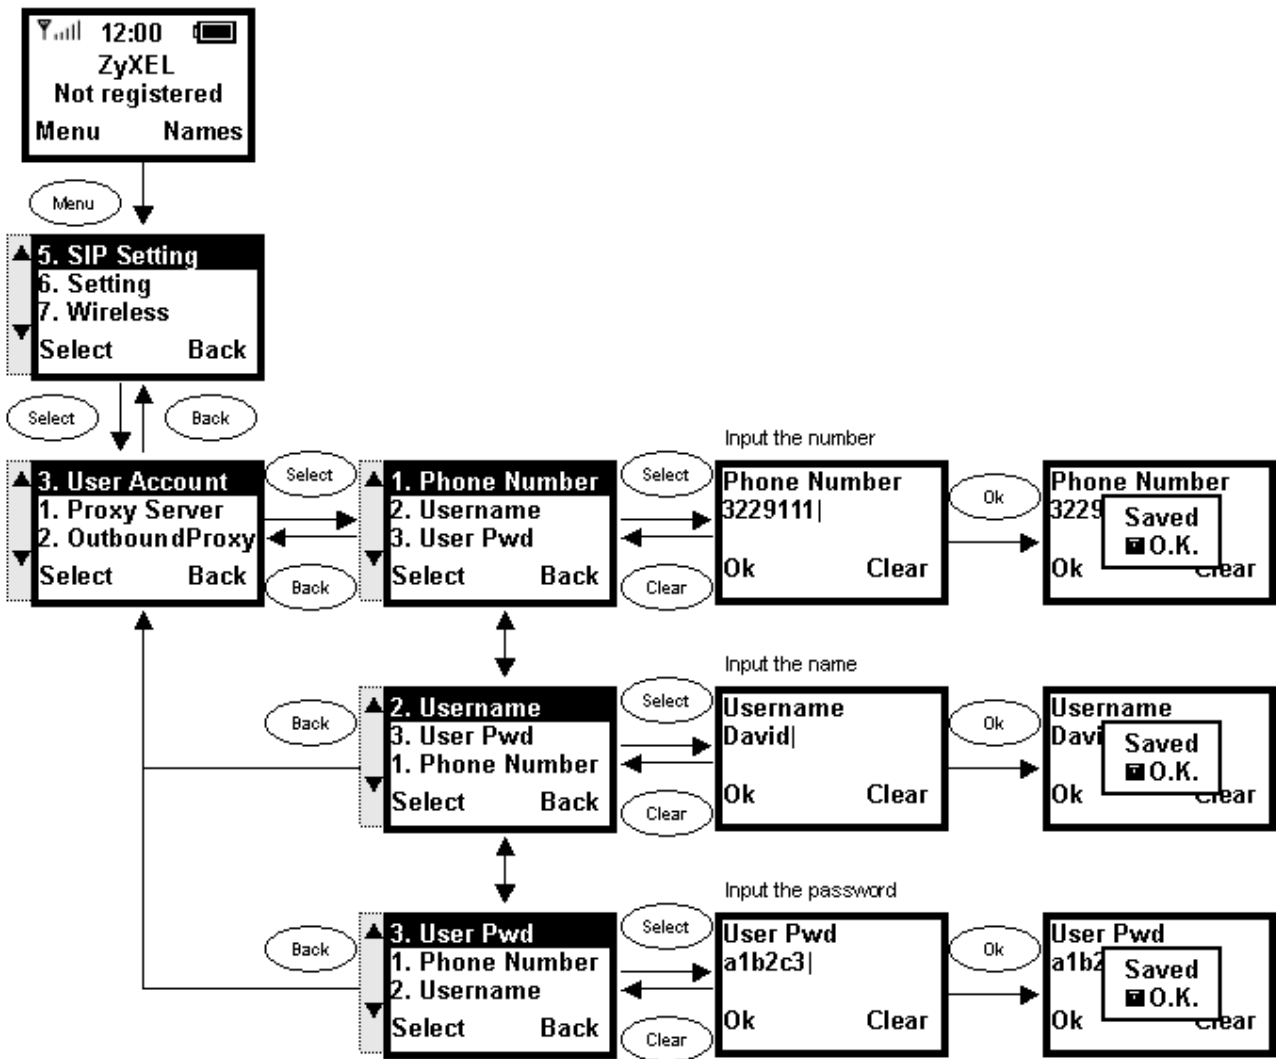 12:00
ZyXEL
Not registered
Menu Names
Menu
5. SIP Setting
6. Setting
7. Wireless
Select Back
Select Back
3. User Account
1. Proxy Server
2. OutboundProxy
Select Back
Select
Back
1. Phone Number
2. Username
3. User Pwd
Select Back
Select
Clear
Input the number
Phone Number
3229111|
Ok Clear
Ok
Phone Number
3229
Saved
O.K.
Ok Clear
Back
2. Username
3. User Pwd
1. Phone Number
Select Back
Select
Clear
Input the name
Username
David|
Ok Clear
Ok
Username
Davi
Saved
O.K.
Ok Clear
Back
3. User Pwd
1. Phone Number
2. Username
Select Back
Select
Clear
Input the password
User Pwd
a1b2c3|
Ok Clear
Ok
User Pwd
a1b2
Saved
O.K.
Ok Clear